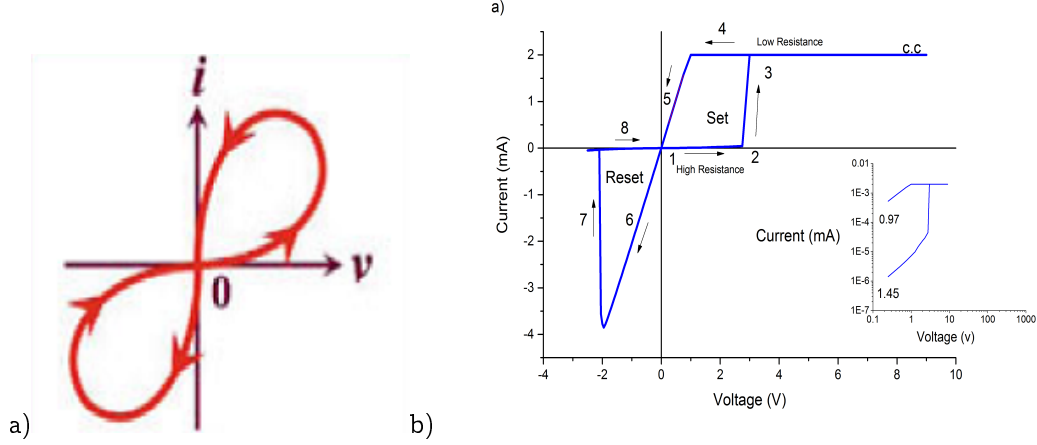 a)
i
v
0
b)
a)
Current (mA)
2
1
0
-1
-2
-3
-4
-4
-2
0
2
4
6
8
10
Voltage (V)
4
Low Resistance
c.c
3
5
Set
8
1
2
High Resistance
Reset
7
6
Current (mA)
0.01
1E-3
1E-4
1E-5
1E-6
1E-7
0.97
1.45
0.1
1
10
100
1000
Voltage (v)